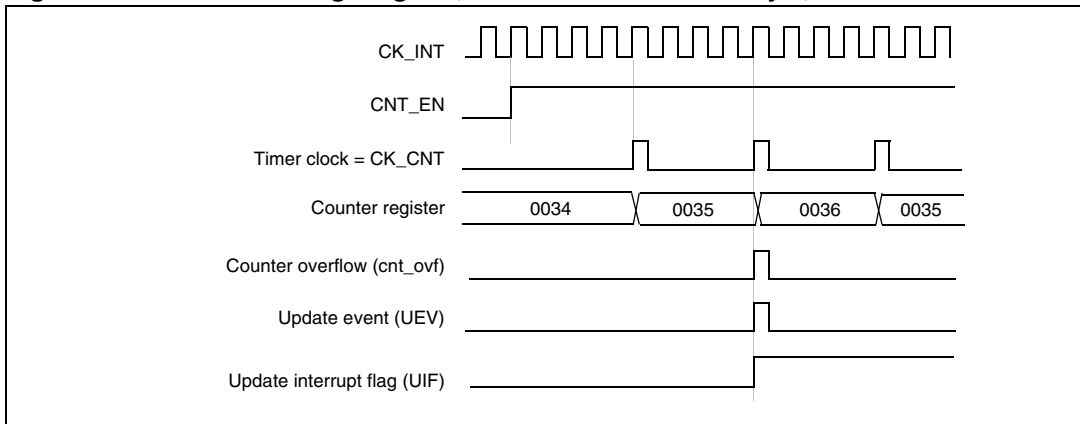 CK_INT
CNT_EN
Timer clock = CK_CNT
Counter register 0034 0035 0036 0035
Counter overflow (cnt_ovf)
Update event (UEV)
Update interrupt flag (UIF)